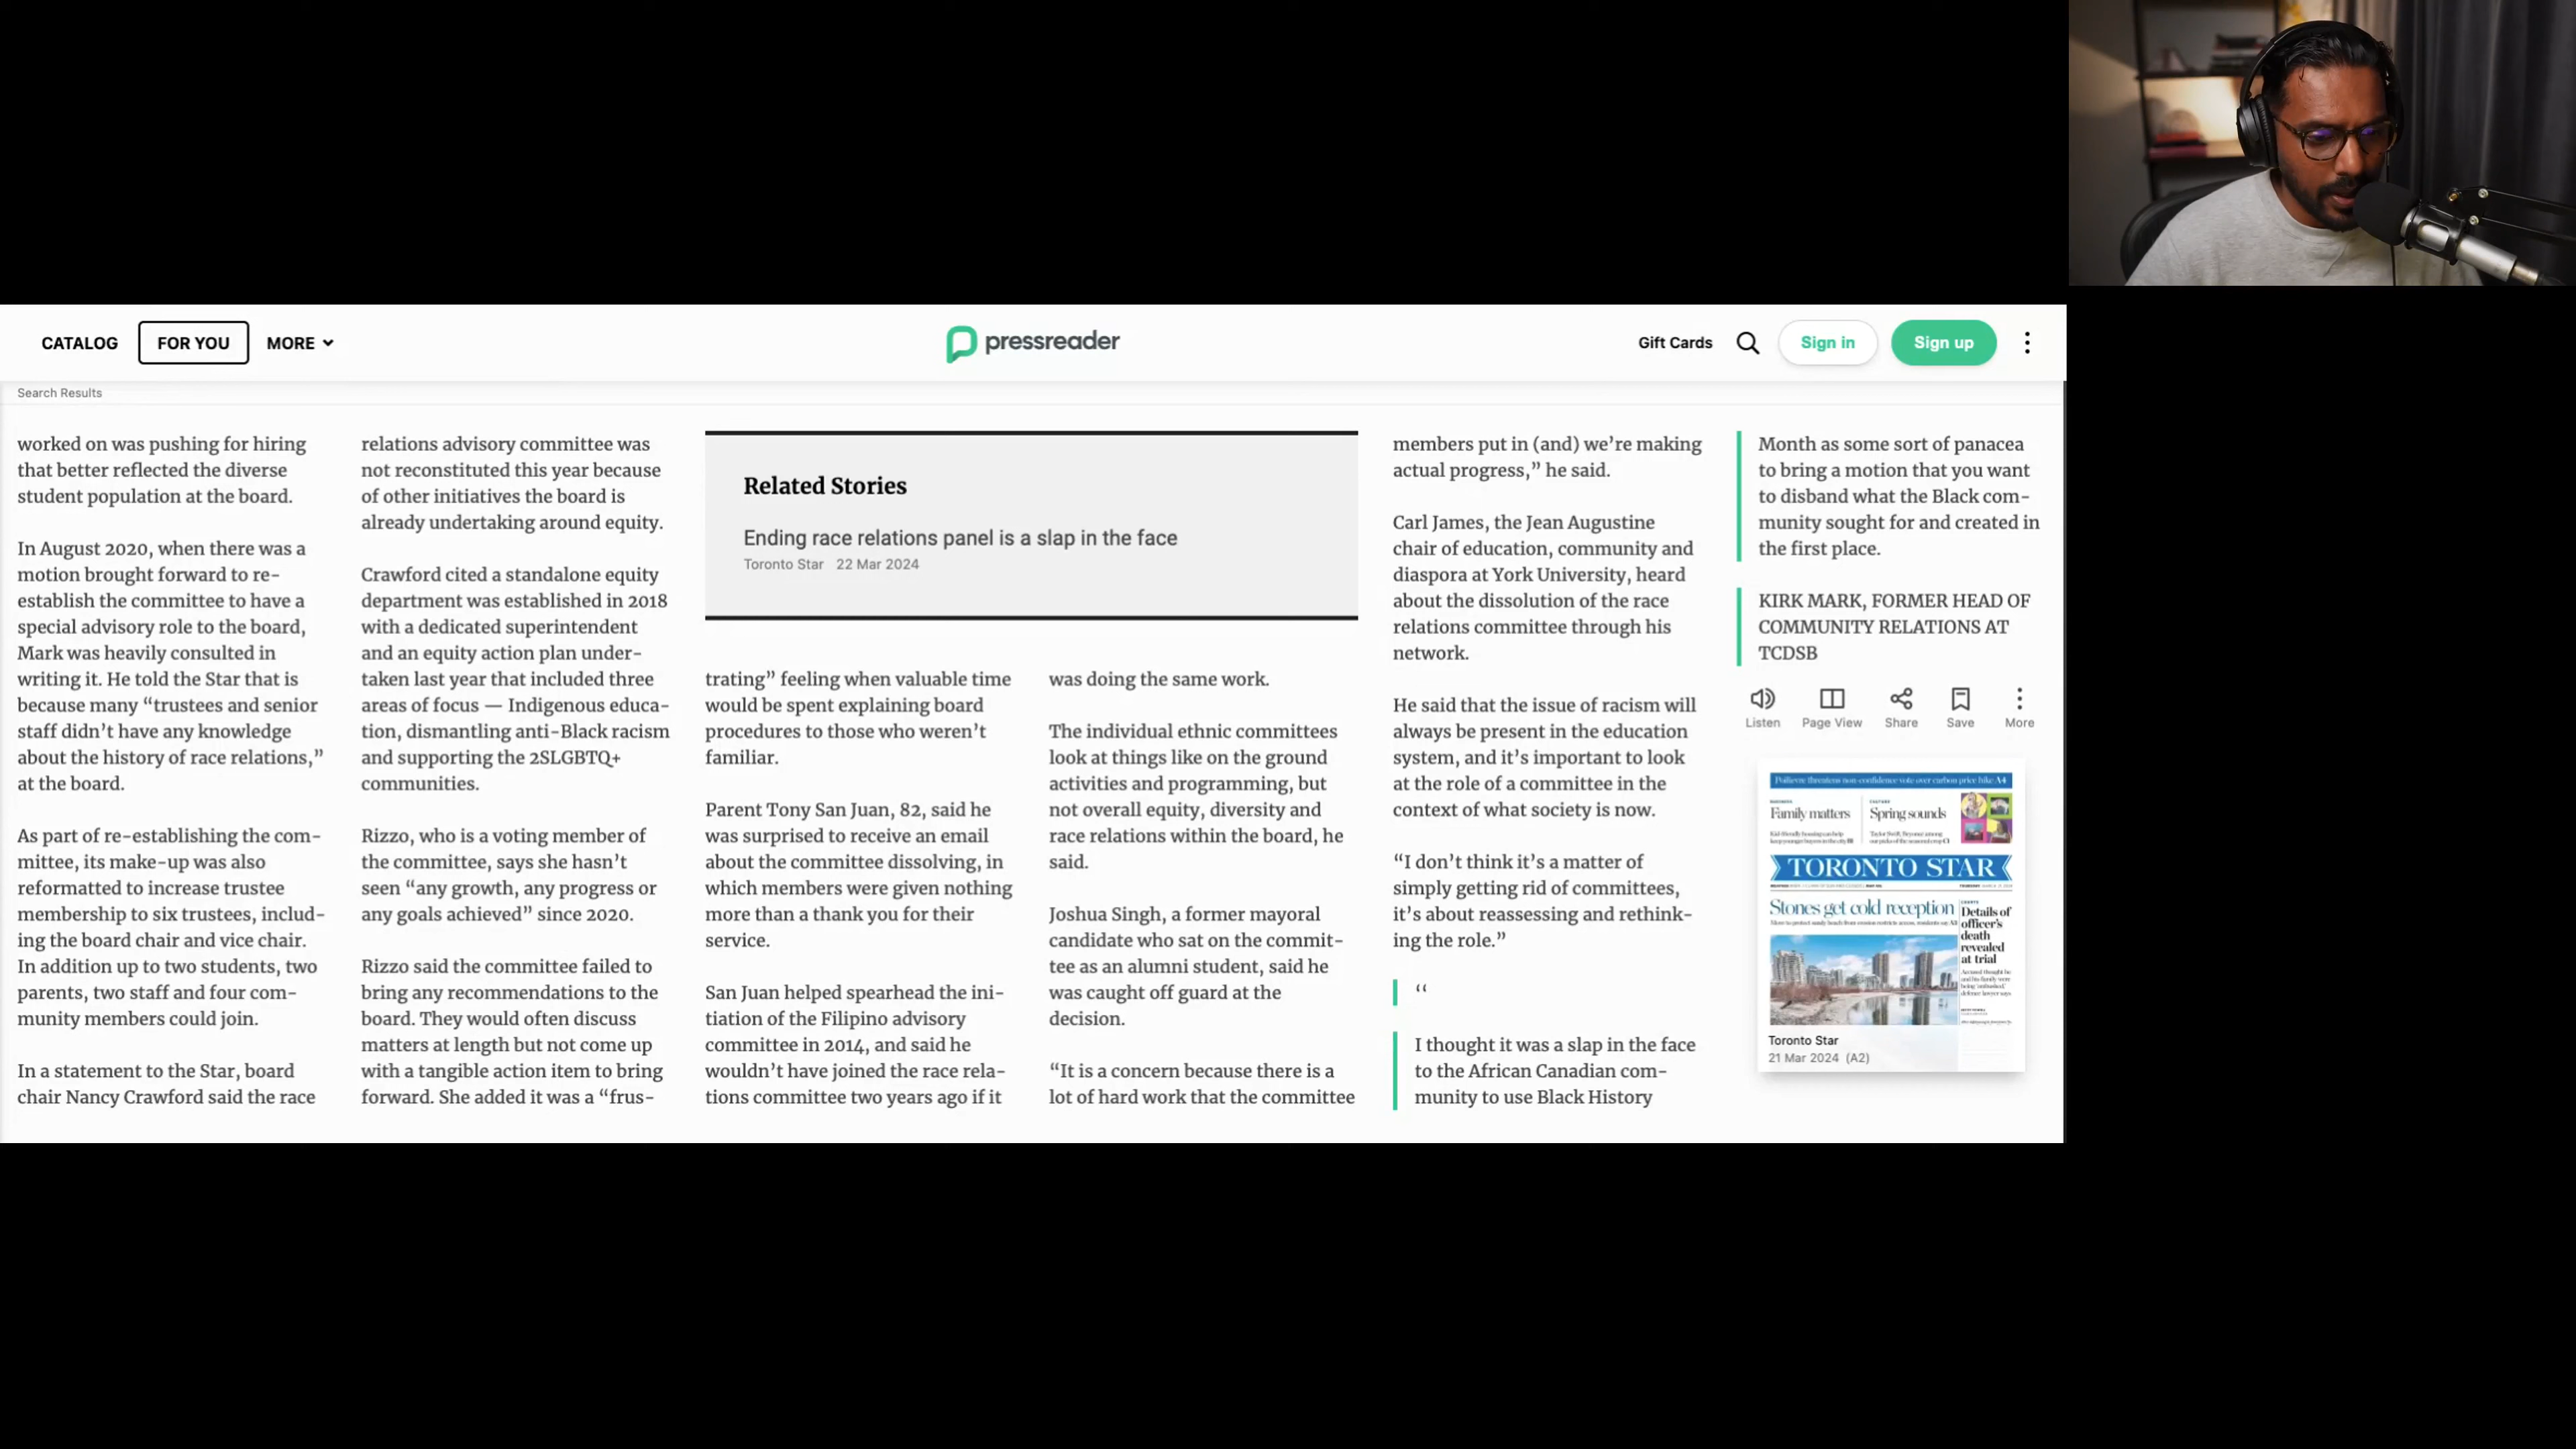 CATALOG
FOR YOU
MORE
pressreader
Gift Cards
Sign in
Sign up
Search Results
worked on was pushing for hiring
that better reflected the diverse
student population at the board.
In August 2020, when there was a
motion brought forward to re-
establish the committee to have a
special advisory role to the board,
Mark was heavily consulted in
writing it. He told the Star that is
because many “trustees and senior
staff didn’t have any knowledge
about the history of race relations,”
at the board.
As part of re-establishing the com-
mittee, its make-up was also
reformatted to increase trustee
membership to six trustees, includ-
ing the board chair and vice chair.
In addition up to two students, two
parents, two staff and four com-
munity members could join.
In a statement to the Star, board
chair Nancy Crawford said the race
relations advisory committee was
not reconstituted this year because
of other initiatives the board is
already undertaking around equity.
Crawford cited a standalone equity
department was established in 2018
with a dedicated superintendent
and an equity action plan under-
taken last year that included three
areas of focus — Indigenous educa-
tion, dismantling anti-Black racism
and supporting the 2SLGBTQ+
communities.
Rizzo, who is a voting member of
the committee, says she hasn’t
seen “any growth, any progress or
any goals achieved” since 2020.
Rizzo said the committee failed to
bring any recommendations to the
board. They would often discuss
matters at length but not come up
with a tangible action item to bring
forward. She added it was a “frus-
Related Stories
Ending race relations panel is a slap in the face
Toronto Star 22 Mar 2024
trating” feeling when valuable time
would be spent explaining board
procedures to those who weren’t
familiar.
Parent Tony San Juan, 82, said he
was surprised to receive an email
about the committee dissolving, in
which members were given nothing
more than a thank you for their
service.
San Juan helped spearhead the ini-
tiation of the Filipino advisory
committee in 2014, and said he
wouldn’t have joined the race rela-
tions committee two years ago if it
was doing the same work.
The individual ethnic committees
look at things like on the ground
activities and programming, but
not overall equity, diversity and
race relations within the board, he
said.
Joshua Singh, a former mayoral
candidate who sat on the commit-
tee as an alumni student, said he
was caught off guard at the
decision.
“It is a concern because there is a
lot of hard work that the committee
members put in (and) we’re making
actual progress,” he said.
Carl James, the Jean Augustine
chair of education, community and
diaspora at York University, heard
about the dissolution of the race
relations committee through his
network.
He said that the issue of racism will
always be present in the education
system, and it’s important to look
at the role of a committee in the
context of what society is now.
“I don’t think it’s a matter of
simply getting rid of committees,
it’s about reassessing and rethink-
ing the role.”
“
I thought it was a slap in the face
to the African Canadian com-
munity to use Black History
Month as some sort of panacea
to bring a motion that you want
to disband what the Black com-
munity sought for and created in
the first place.
KIRK MARK, FORMER HEAD OF
COMMUNITY RELATIONS AT
TCDSB
Listen
Page View
Share
Save
More
Poilievre threatens non-confidence vote over carbon price hike A4
Family matters
Spring sounds
TORONTO STAR
Stones get cold reception
Details of
officer’s
death
revealed
at trial
Toronto Star
21 Mar 2024 (A2)